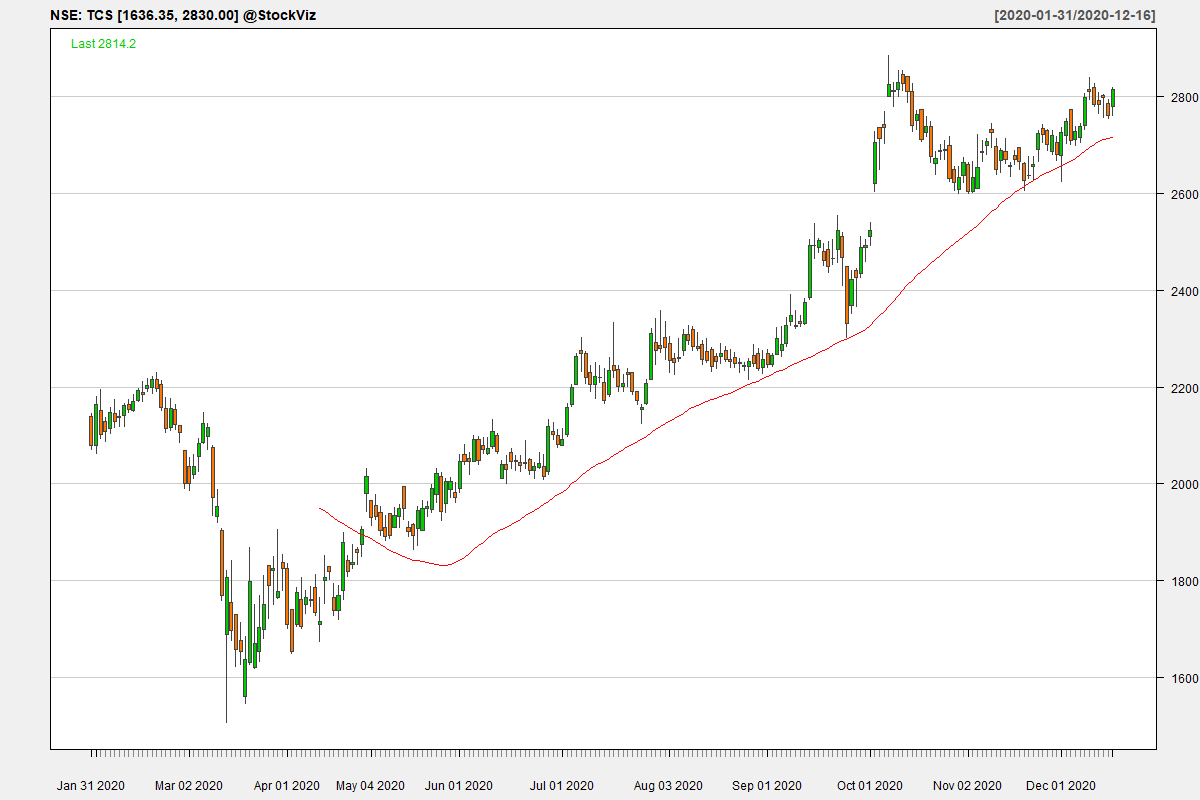 NSE: TCS [1636.35, 2830.00] @StockViz [2020-01-31/2020-12-16]
Last 2814.2
2800
2600
2400
2200
2000
1800
1600
Jan 31 2020 Mar 02 2020 Apr 01 2020 May 04 2020 Jun 01 2020 Jul 01 2020 Aug 03 2020 Sep 01 2020 Oct 01 2020 Nov 02 2020 Dec 01 2020